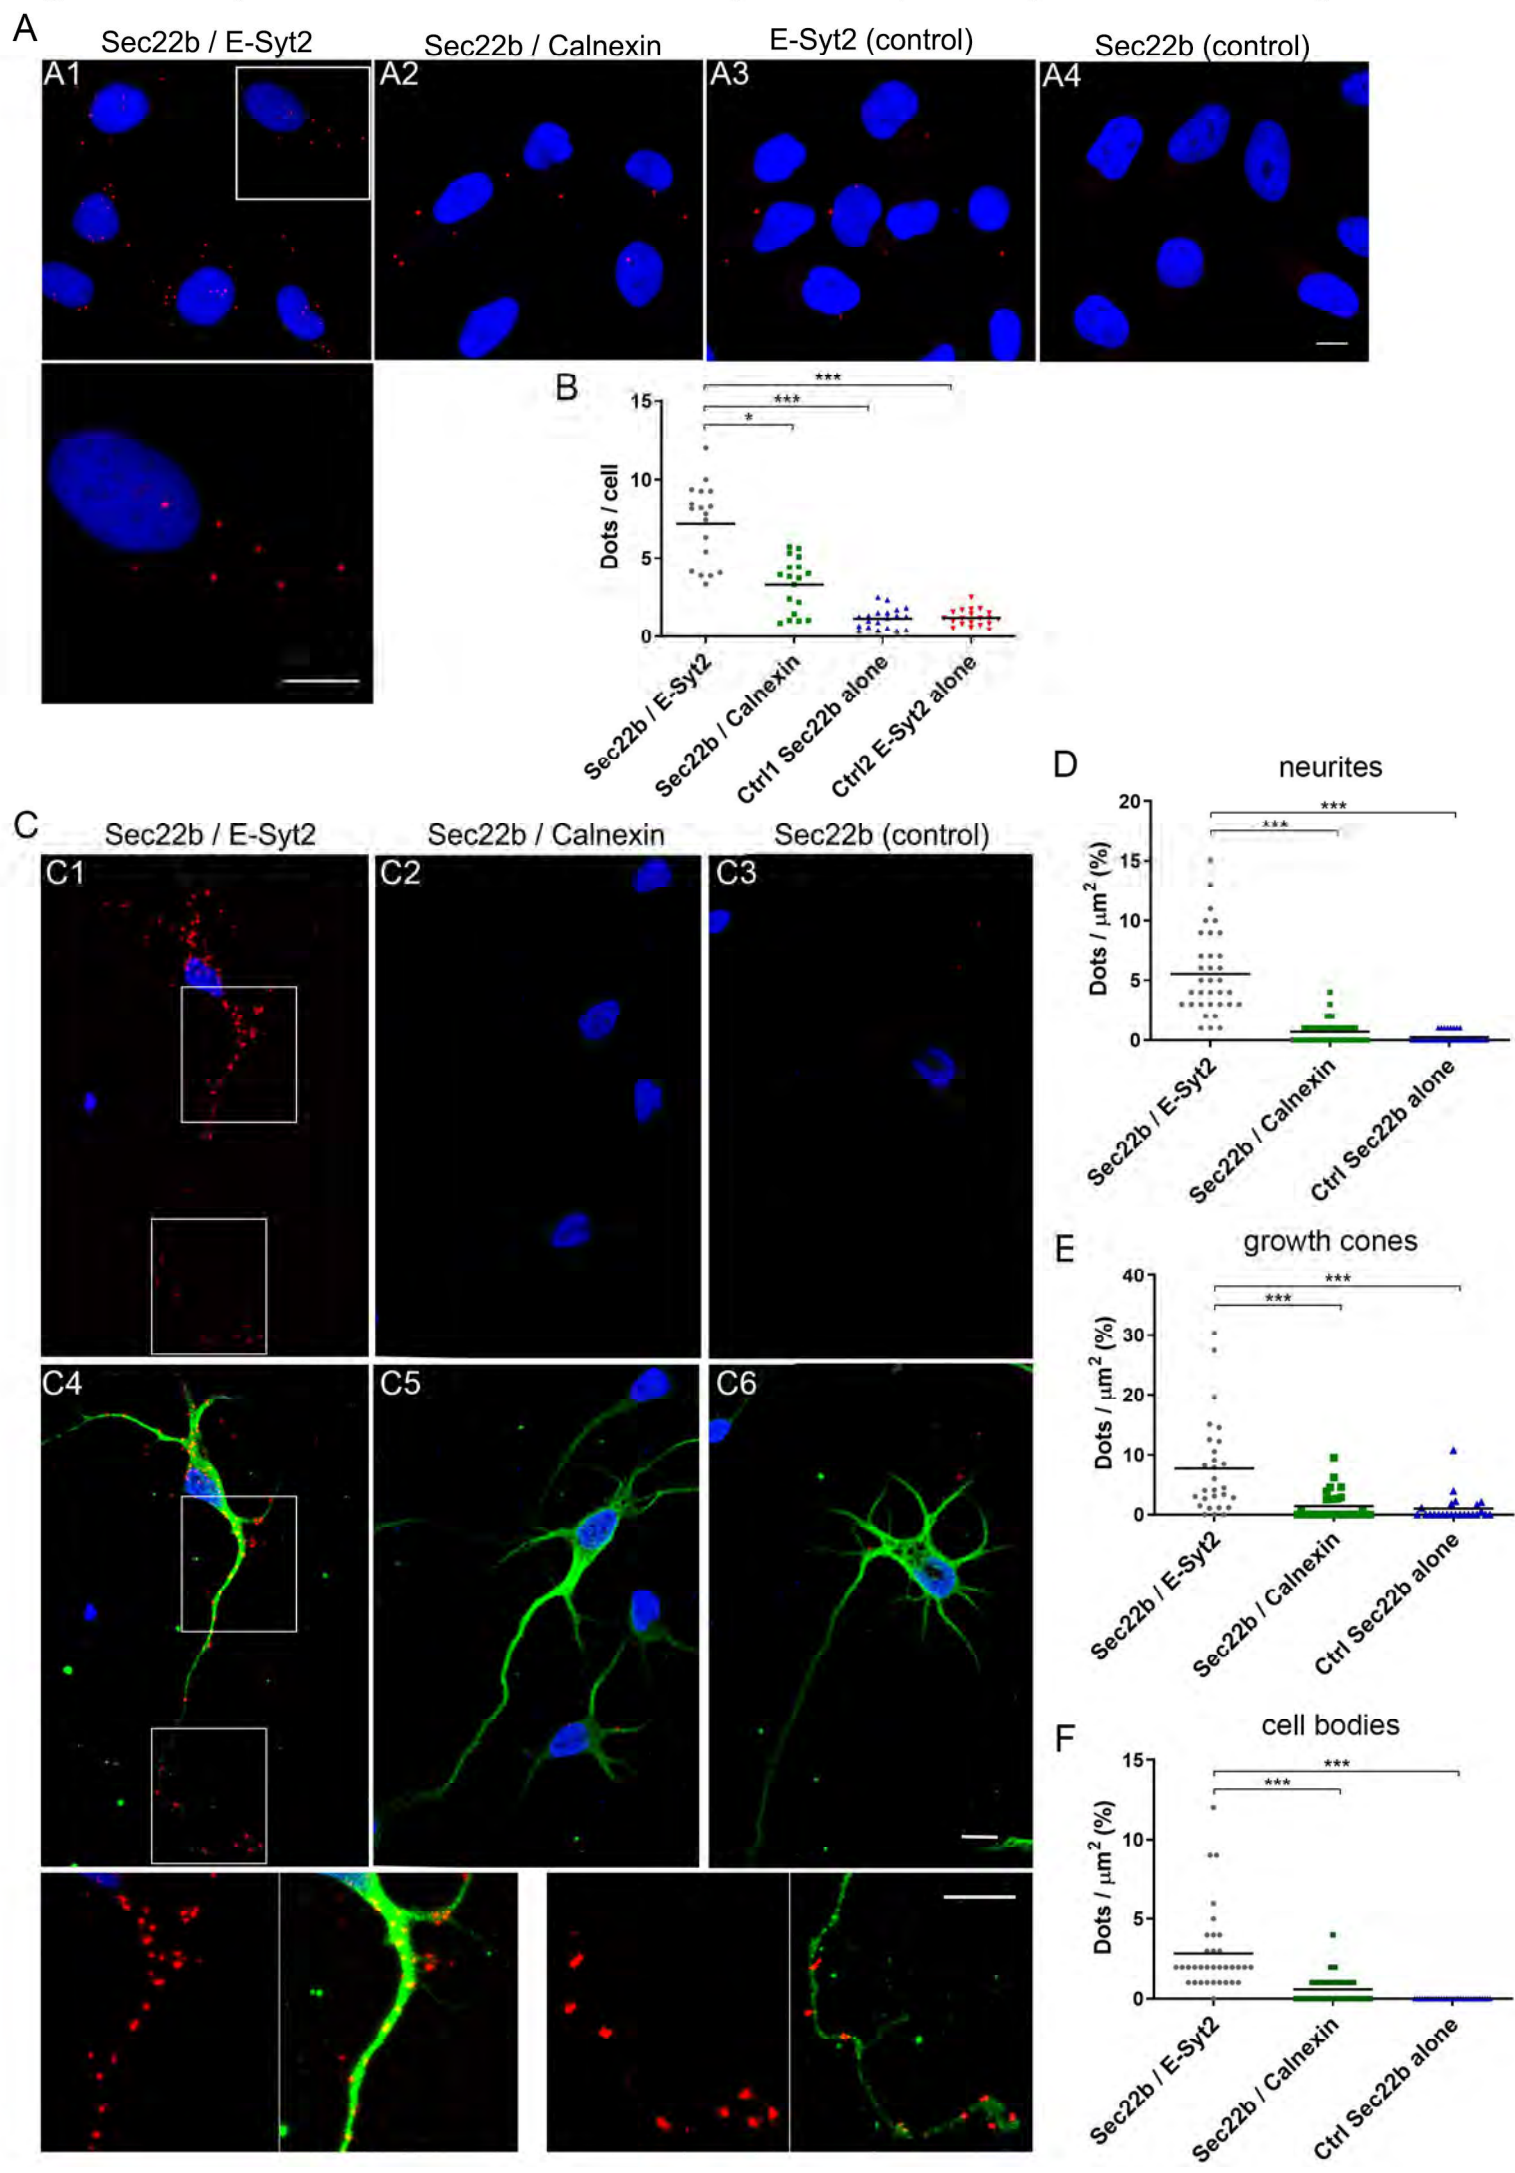 A
Sec22b / E-Syt2
Sec22b / Calnexin
E-Syt2 (control)
Sec22b (control)
A1
A2
A3
A4
B
***
***
*
15
10
5
0
Dots / cell
Sec22b / E-Syt2
Sec22b / Calnexin
Ctrl1 Sec22b alone
Ctrl2 E-Syt2 alone
C
Sec22b / E-Syt2
Sec22b / Calnexin
Sec22b (control)
C1
C2
C3
C4
C5
C6
D
neurites
***
***
20
15
10
5
0
Dots / μm² (%)
Sec22b / E-Syt2
Sec22b / Calnexin
Ctrl Sec22b alone
E
growth cones
***
***
40
30
20
10
0
Dots / μm² (%)
Sec22b / E-Syt2
Sec22b / Calnexin
Ctrl Sec22b alone
F
cell bodies
***
***
15
10
5
0
Dots / μm² (%)
Sec22b / E-Syt2
Sec22b / Calnexin
Ctrl Sec22b alone